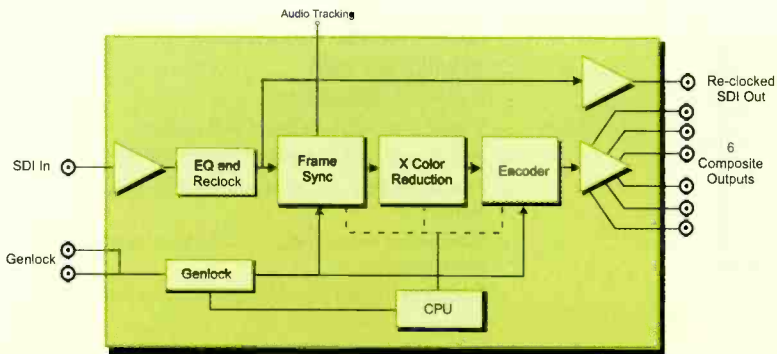 Audio Tracking
Re-clocked
SDI Out
SDI In
EQ and
Reclock
Frame
Sync
X Color
Reduction
Encoder
6
Composite
Outputs
Genlock
Genlock
CPU